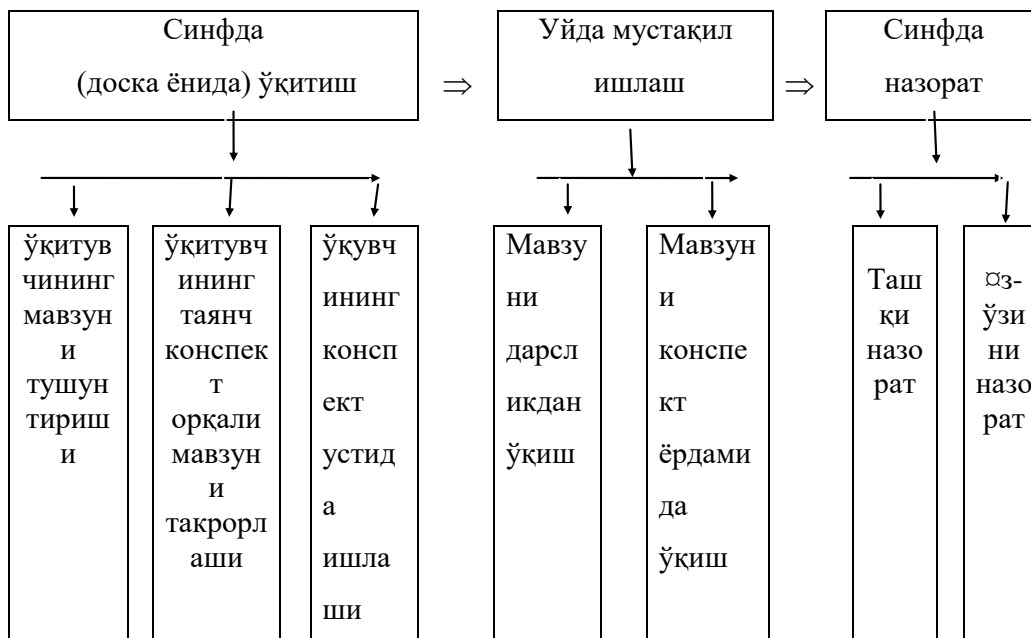 Синфда
(доска ёнида) ўқитиш
⇒
Уйда мустақил
ишлаш
⇒
Синфда
назорат
ўқитув
чининг
мавзун
и
тушун
тириш
и
ўқитувч
ининг
таянч
конспек
т
орқали
мавзун
и
такрорл
аши
ўқувч
ининг
консп
ект
устид
а
ишла
ши
Мавзу
ни
дарсл
икдан
ўқиш
Мавзун
и
конспе
кт
ёрдами
да
ўқиш
Таш
қи
назо
рат
¤з-
ўзи
ни
назо
рат